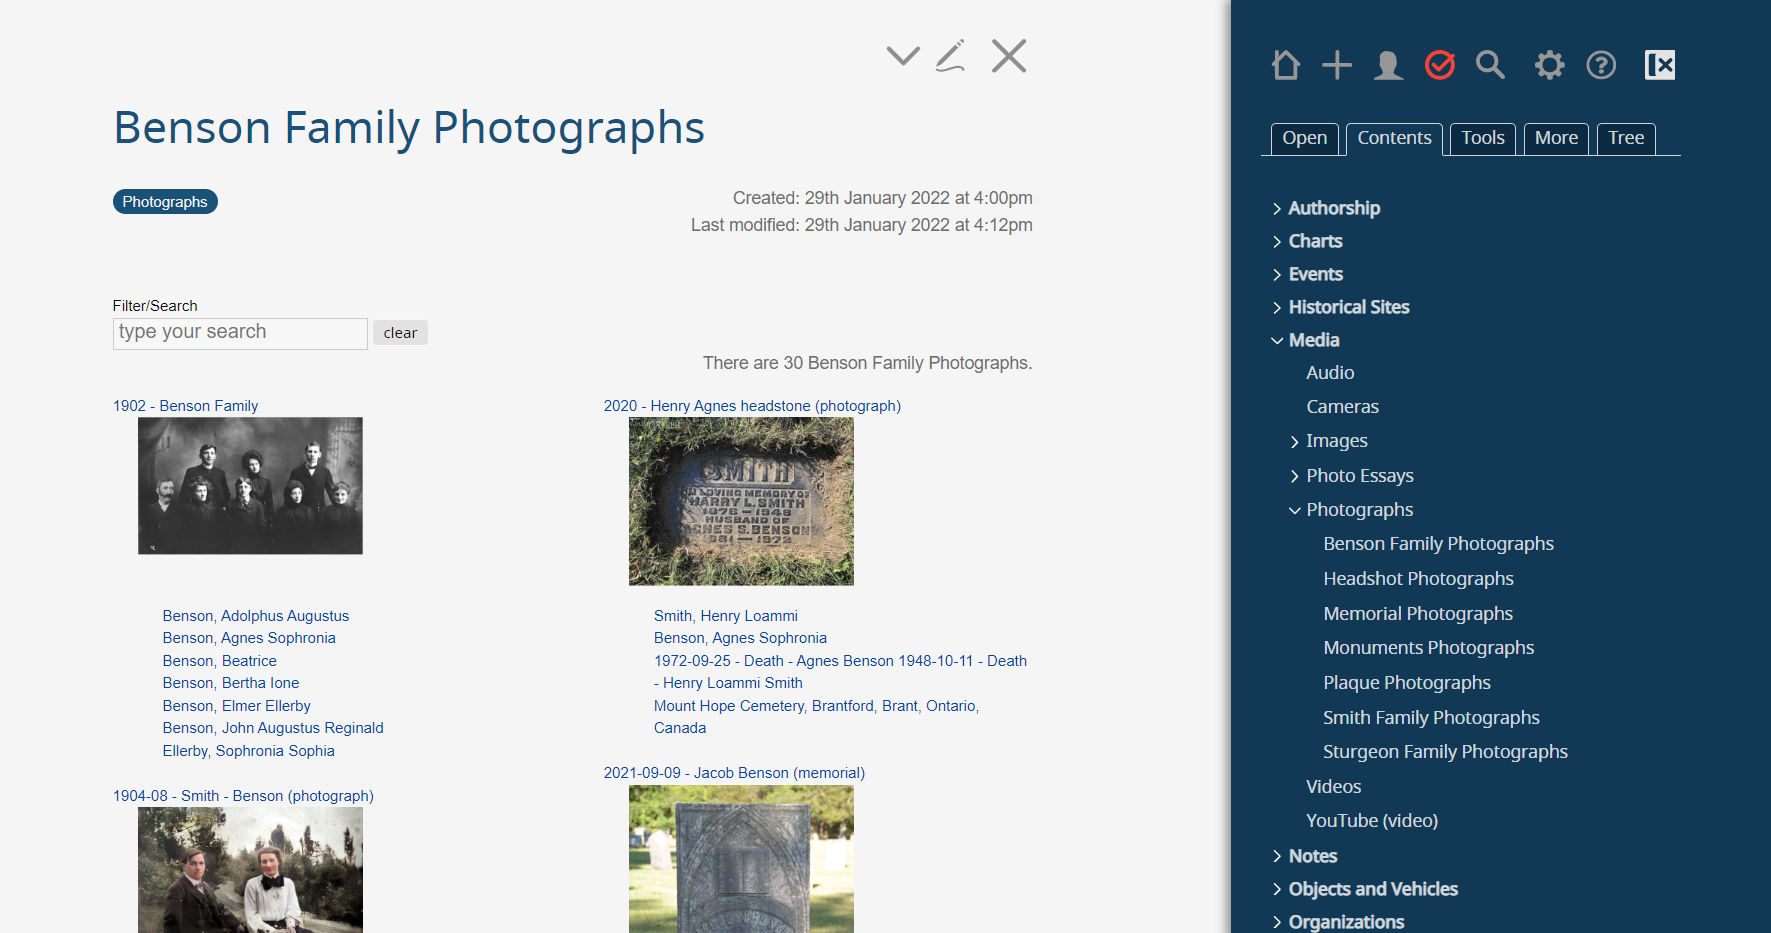 Benson Family Photographs
Photographs
Created: 29th January 2022 at 4:00pm
Last modified: 29th January 2022 at 4:12pm
Filter/Search
type your search
clear
There are 30 Benson Family Photographs.
1902 - Benson Family
Benson, Adolphus Augustus
Benson, Agnes Sophronia
Benson, Beatrice
Benson, Bertha Ione
Benson, Elmer Ellerby
Benson, John Augustus Reginald
Ellerby, Sophronia Sophia
1904-08 - Smith - Benson (photograph)
2020 - Henry Agnes headstone (photograph)
SMITH
IN LOVING MEMORY OF
HARRY L. SMITH
1876 - 1948
HUSBAND OF
AGNES S. BENSON
1881 - 1972
Smith, Henry Loammi
Benson, Agnes Sophronia
1972-09-25 - Death - Agnes Benson 1948-10-11 - Death
- Henry Loammi Smith
Mount Hope Cemetery, Brantford, Brant, Ontario,
Canada
2021-09-09 - Jacob Benson (memorial)
Open
Contents
Tools
More
Tree
Authorship
Charts
Events
Historical Sites
Media
Audio
Cameras
Images
Photo Essays
Photographs
Benson Family Photographs
Headshot Photographs
Memorial Photographs
Monuments Photographs
Plaque Photographs
Smith Family Photographs
Sturgeon Family Photographs
Videos
YouTube (video)
Notes
Objects and Vehicles
Organizations